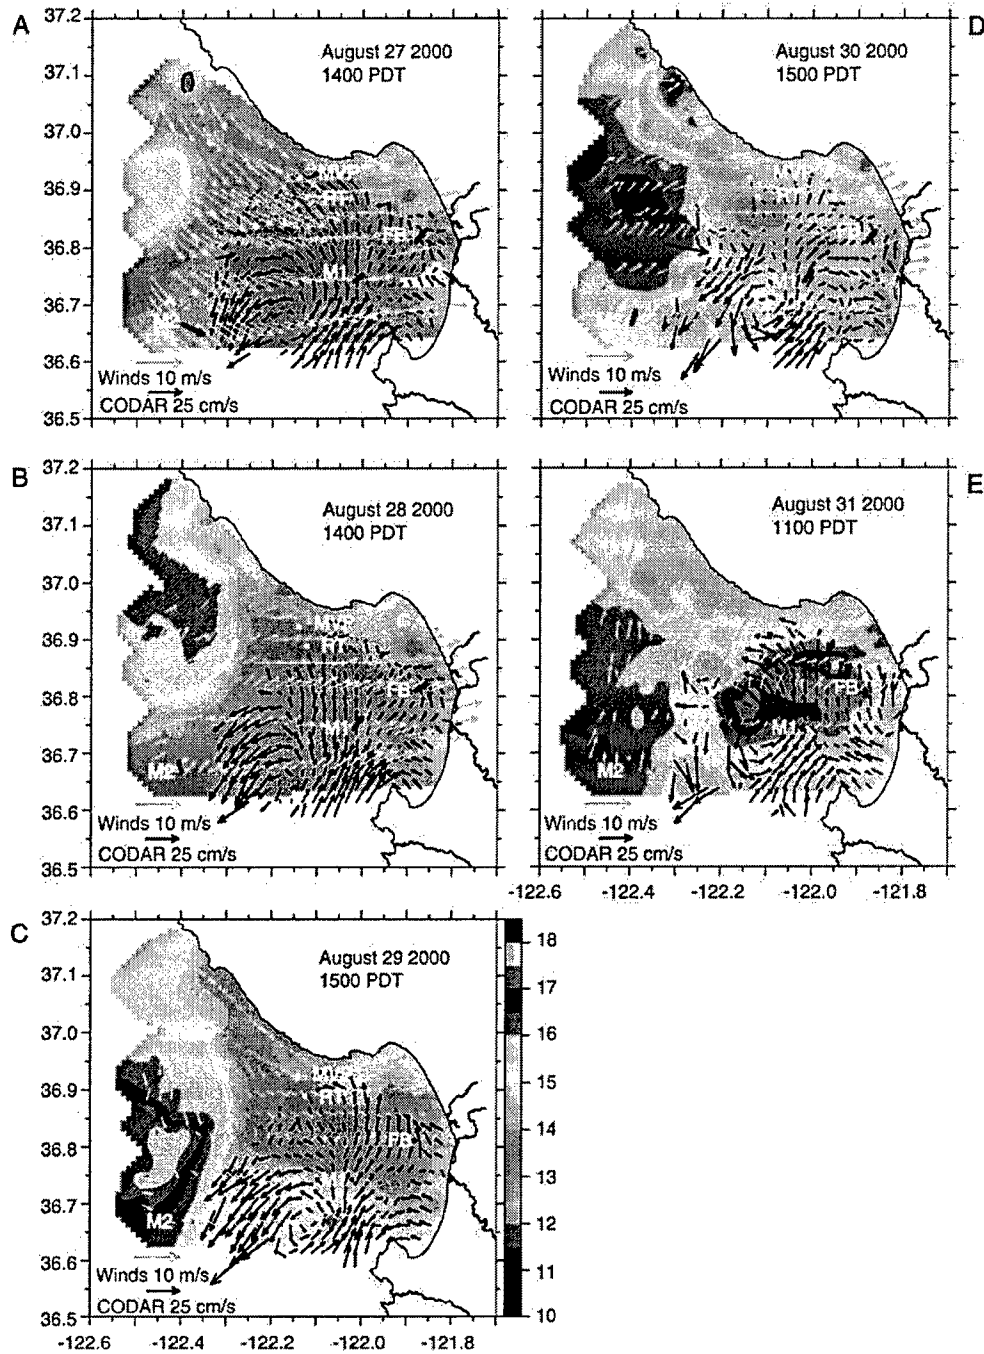 A
37.2
37.1
37.0
36.9
36.8
36.7
36.6
36.5
August 27 2000
1400 PDT
M1
Winds 10 m/s
CODAR 25 cm/s
D
August 30 2000
1500 PDT
Winds 10 m/s
CODAR 25 cm/s
B
37.2
37.1
37.0
36.9
36.8
36.7
36.6
36.5
August 28 2000
1400 PDT
PB
M2
Winds 10 m/s
CODAR 25 cm/s
E
August 31 2000
1100 PDT
PB
M1
M2
Winds 10 m/s
CODAR 25 cm/s
-122.6
-122.4
-122.2
-122.0
-121.8
C
37.2
37.1
37.0
36.9
36.8
36.7
36.6
36.5
August 29 2000
1500 PDT
PB
M2
Winds 10 m/s
CODAR 25 cm/s
-122.6
-122.4
-122.2
-122.0
-121.8
18
17
16
15
14
13
12
11
10